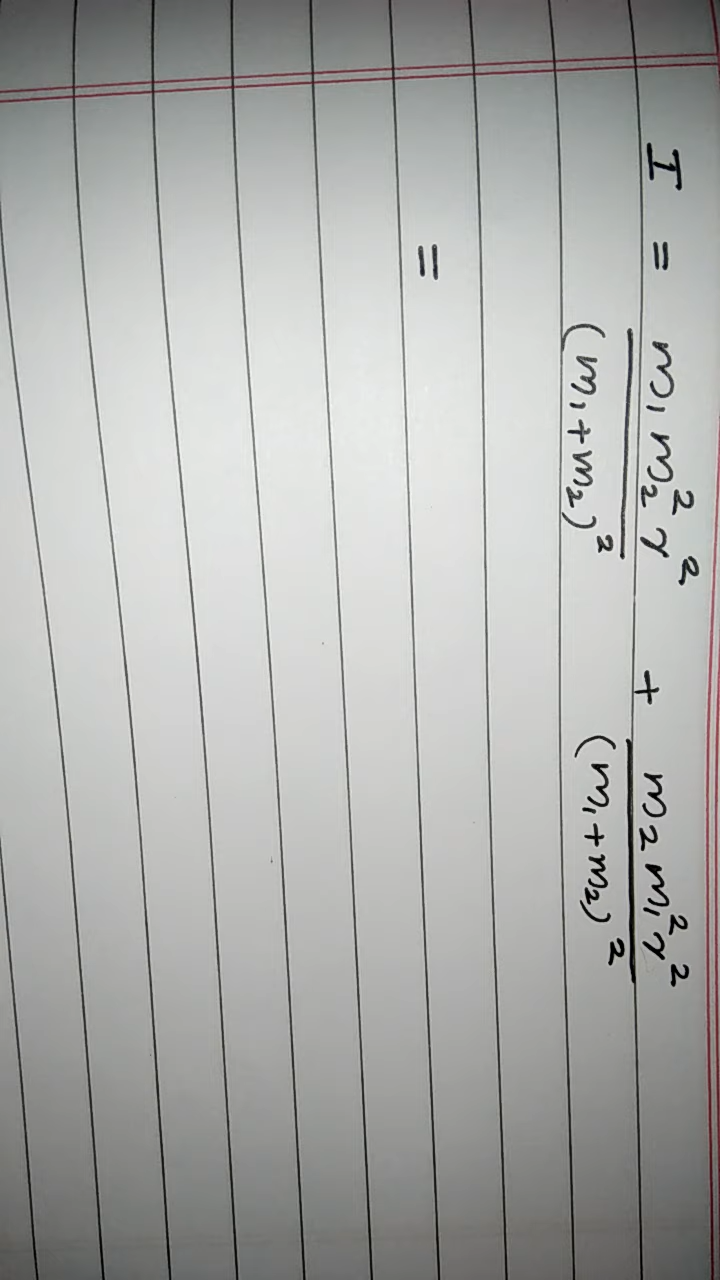 I = m₁m₂²r² / (m₁+m₂)² + m₂m₁²r² / (m₁+m₂)²
=